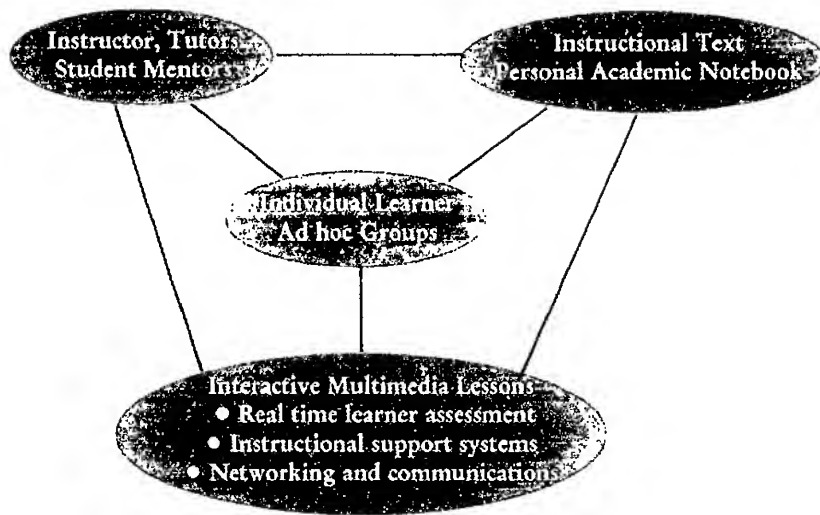 Instructor, Tutors
Student Mentors
Instructional Text
Personal Academic Notebook
Individual Learner
Ad hoc Groups
Interactive Multimedia Lessons
● Real time learner assessment
● Instructional support systems
● Networking and communications